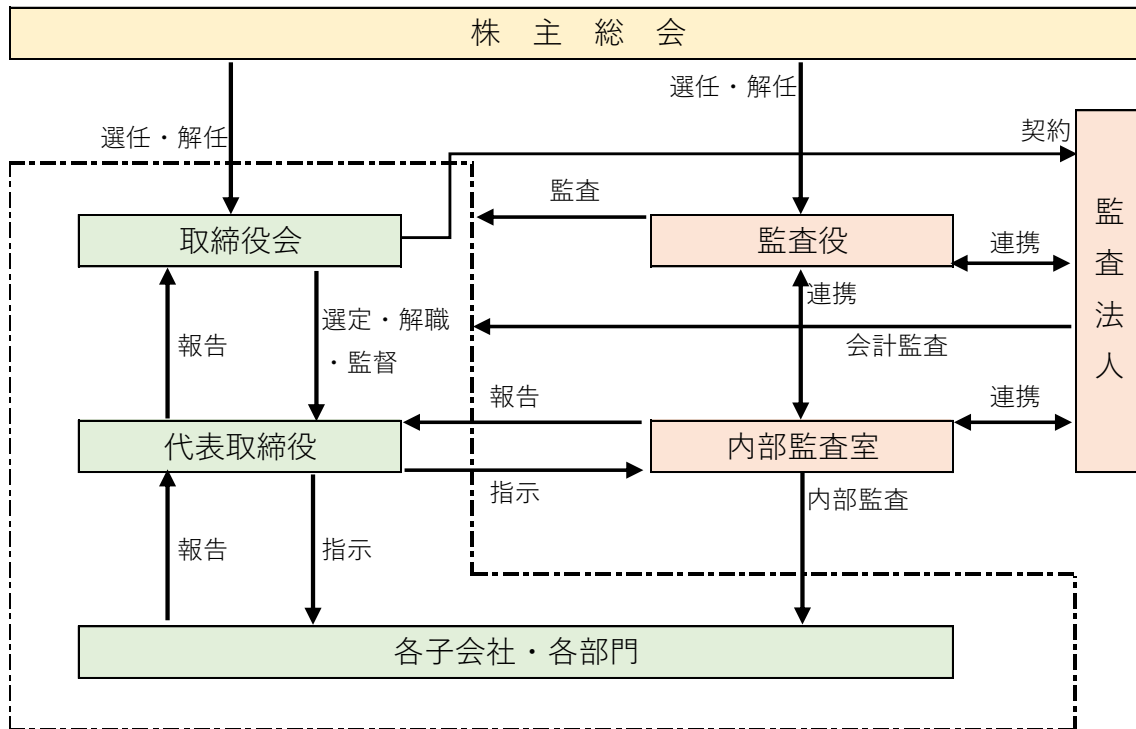 株主総会
選任・解任
選任・解任
契約
監査法人
監査
取締役会
監査役
連携
連携
選定・解職
・監督
報告
会計監査
報告
連携
代表取締役
内部監査室
指示
内部監査
報告
指示
各子会社・各部門